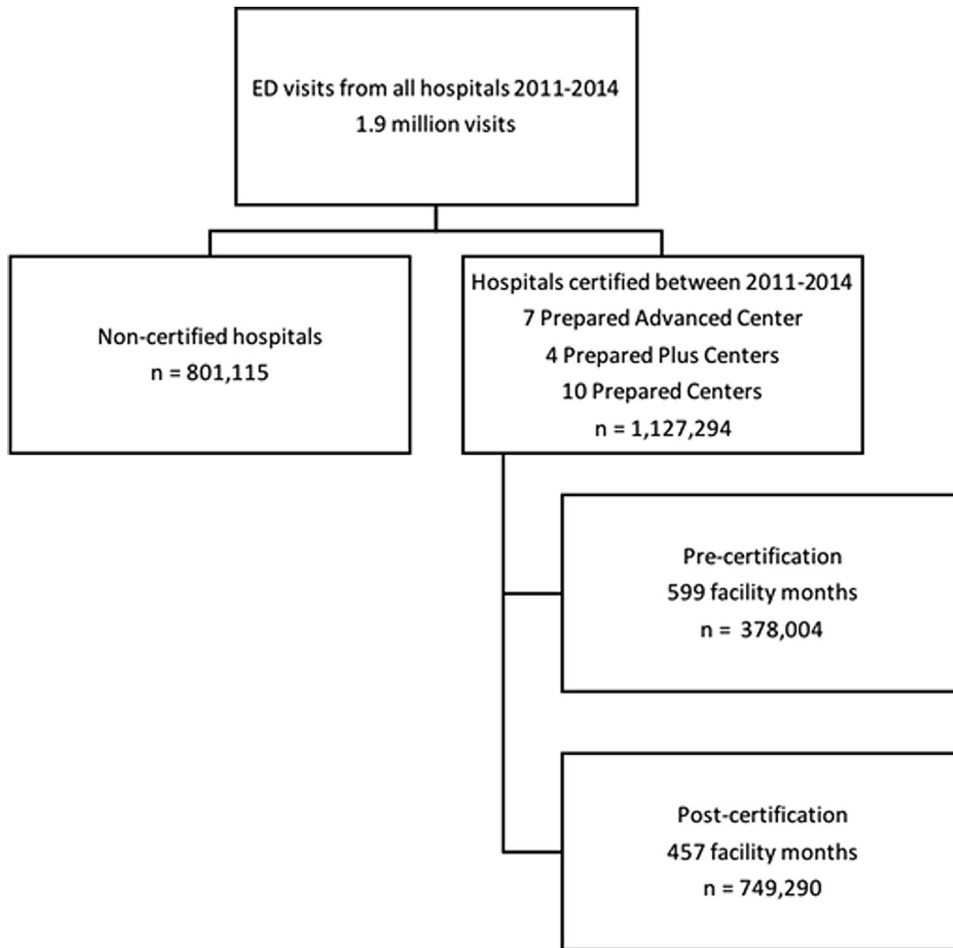 ED visits from all hospitals 2011-2014
1.9 million visits
Non-certified hospitals
n = 801,115
Hospitals certified between 2011-2014
7 Prepared Advanced Center
4 Prepared Plus Centers
10 Prepared Centers
n = 1,127,294
Pre-certification
599 facility months
n = 378,004
Post-certification
457 facility months
n = 749,290